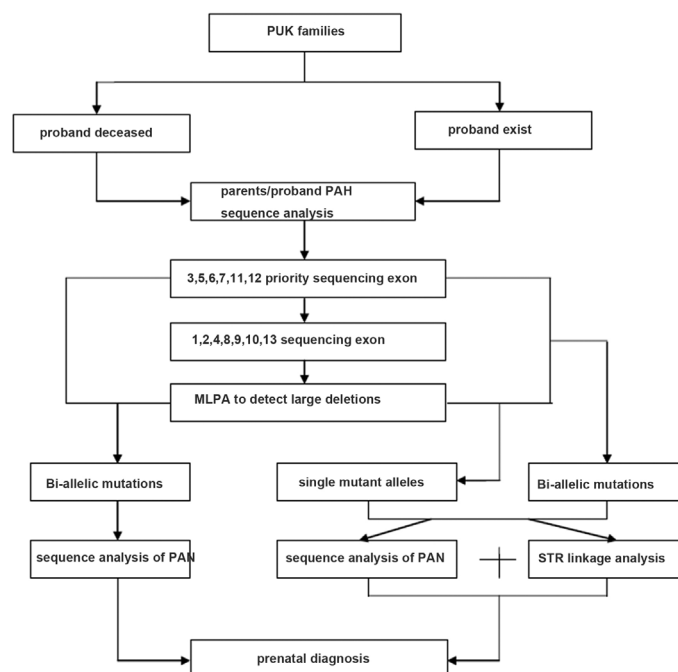 PUK families
proband deceased
proband exist
parents/proband PAH
sequence analysis
3,5,6,7,11,12 priority sequencing exon
1,2,4,8,9,10,13 sequencing exon
MLPA to detect large deletions
Bi-allelic mutations
single mutant alleles
Bi-allelic mutations
sequence analysis of PAN
sequence analysis of PAN
STR linkage analysis
prenatal diagnosis